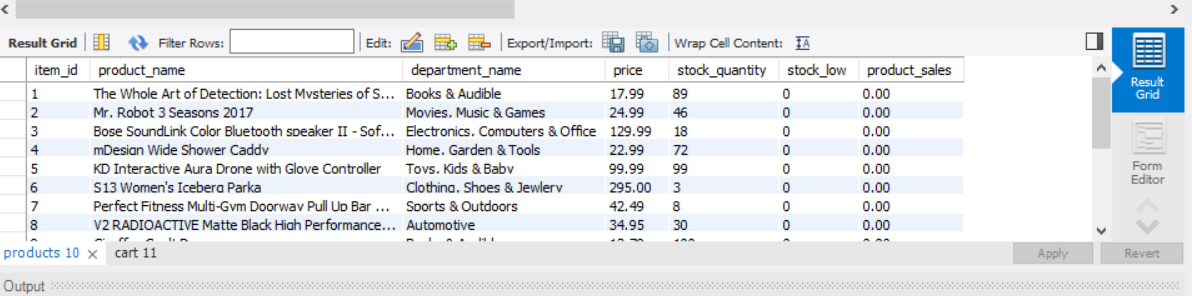 Result Grid Filter Rows: Edit: Export/Import: Wrap Cell Content: IA
item_id product_name department_name price stock_quantity stock_low product_sales
1 The Whole Art of Detection: Lost Mysteries of S... Books & Audible 17.99 89 0 0.00
2 Mr. Robot 3 Seasons 2017 Movies, Music & Games 24.99 46 0 0.00
3 Bose SoundLink Color Bluetooth speaker II - Sof... Electronics, Computers & Office 129.99 18 0 0.00
4 mDesign Wide Shower Caddy Home, Garden & Tools 22.99 72 0 0.00
5 KD Interactive Aura Drone with Glove Controller Toys, Kids & Baby 99.99 99 0 0.00
6 S13 Women's Iceberg Parka Clothing, Shoes & Jewlery 295.00 3 0 0.00
7 Perfect Fitness Multi-Gym Doorway Pull Up Bar ... Sports & Outdoors 42.49 8 0 0.00
8 V2 RADIOACTIVE Matte Black High Performance... Automotive 34.95 30 0 0.00
Result
Grid
Form
Editor
products 10 cart 11 Apply Revert
Output